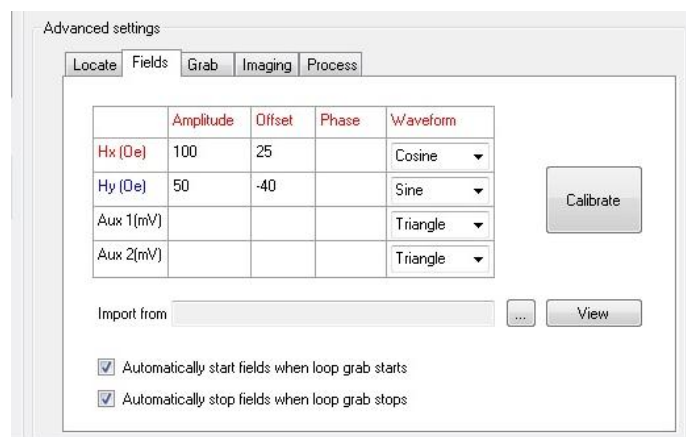 Advanced settings
Locate Fields Grab Imaging Process
Amplitude Offset Phase Waveform
Hx (Oe) 100 25 Cosine
Hy (Oe) 50 -40 Sine
Calibrate
Aux 1(mV) Triangle
Aux 2(mV) Triangle
Import from ... View
Automatically start fields when loop grab starts
Automatically stop fields when loop grab stops